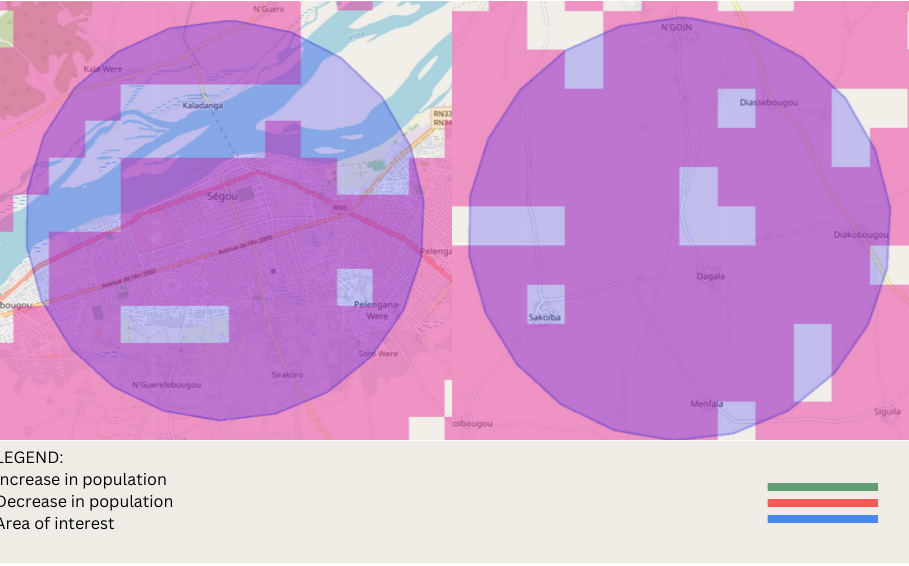 N'Gueni
Kala-Were
Kaladanga
RN33
RN34
Ségou
RN6
Avenue de l'An 2000
Avenue de l'An 2000
Pelenga
bougou
Pelengana-
Were
Soro Were
Sirakoro
N'Guerefebougou
N'GOIN
Diassebougou
Diakobougou
Dagala
Sakoiba
Menfala
Siguila
oibougou
LEGEND:
ncrease in population
Decrease in population
Area of interest